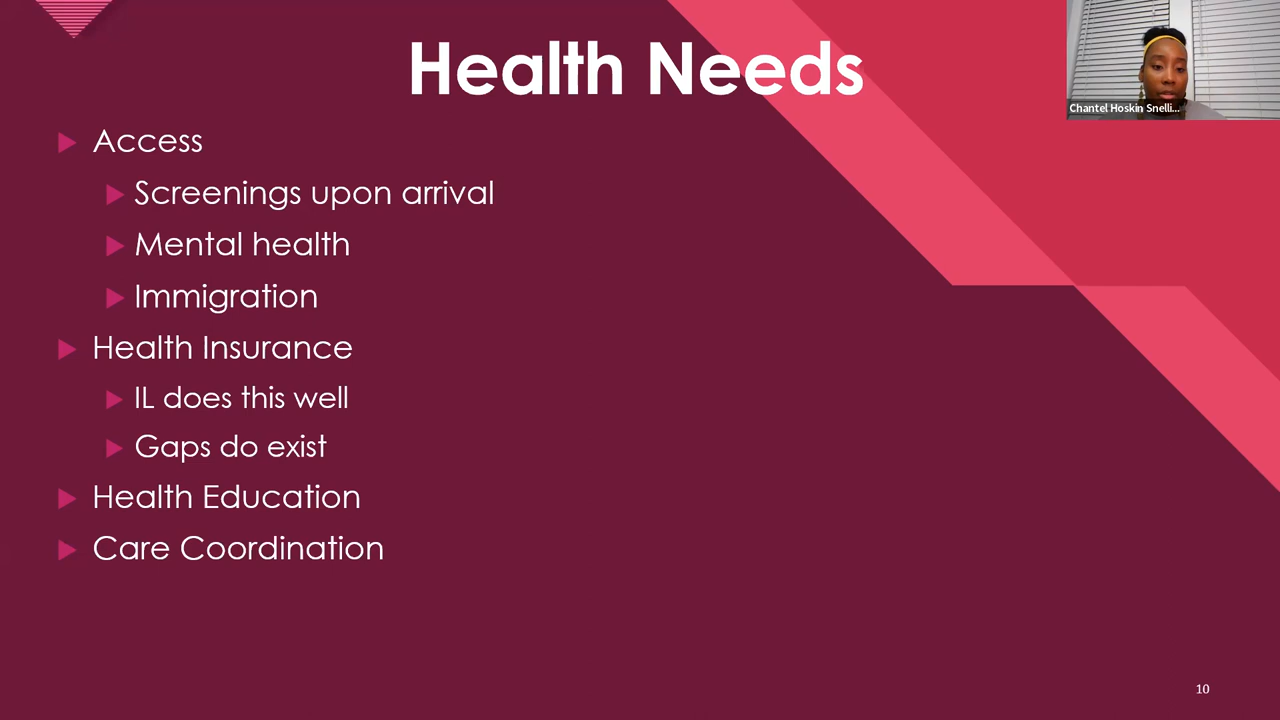 Health Needs
Chantel Hoskin Snelli...
Access
Screenings upon arrival
Mental health
Immigration
Health Insurance
IL does this well
Gaps do exist
Health Education
Care Coordination
10